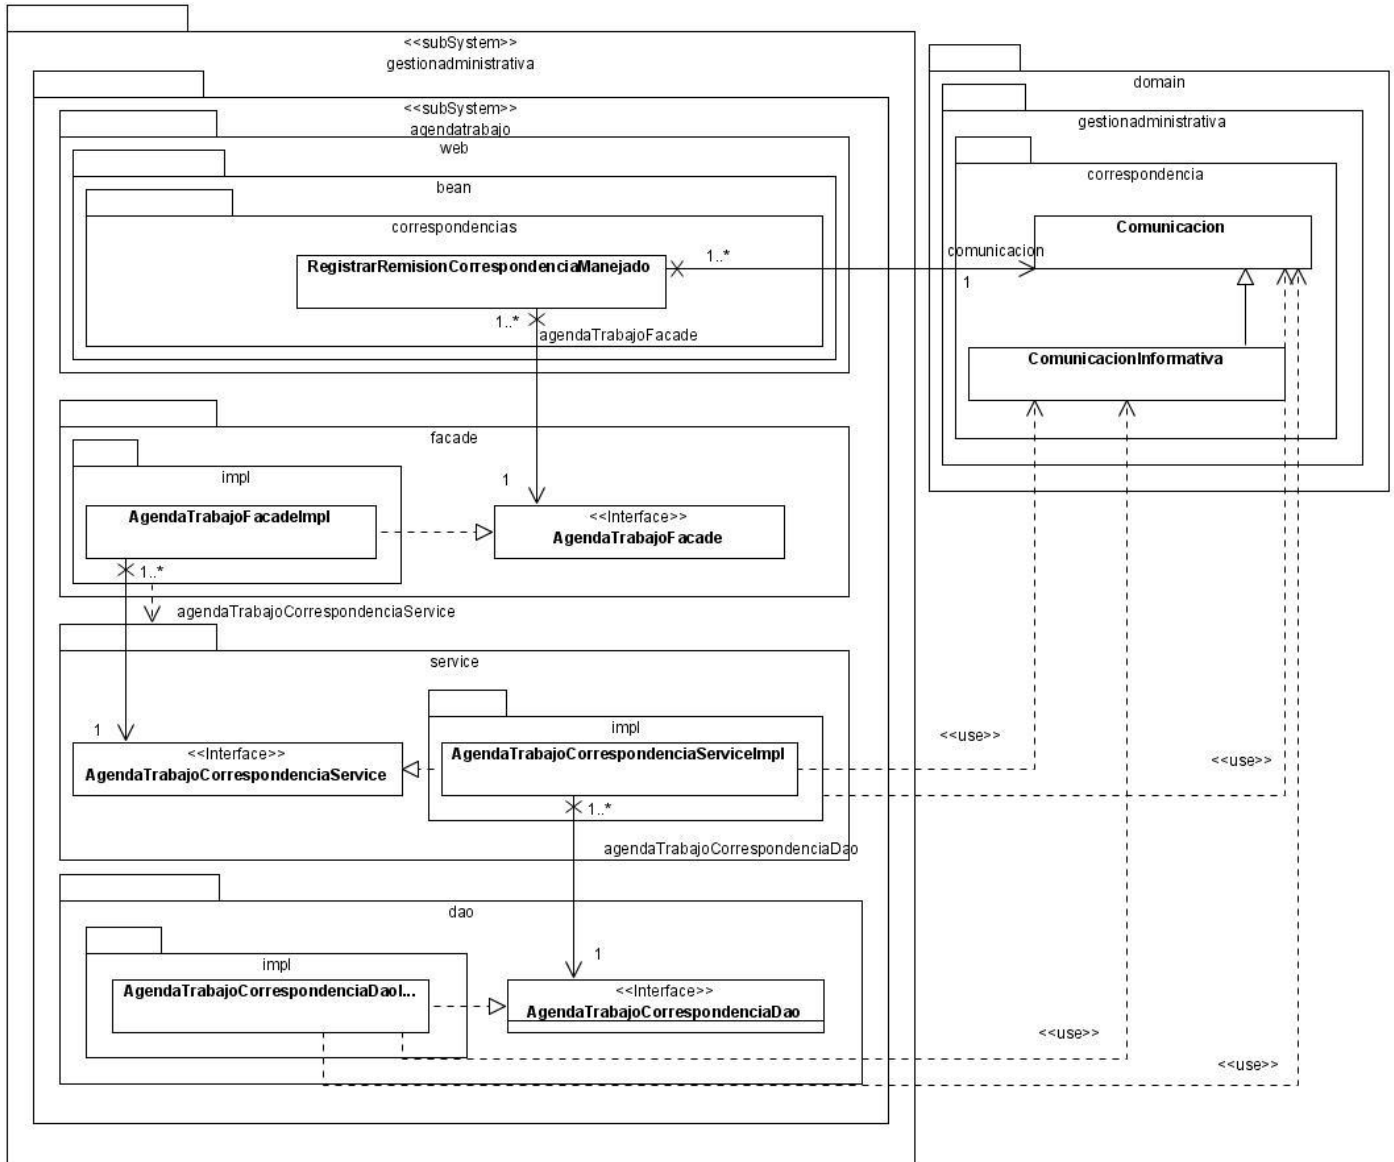 <<subSystem>>
gestionadministrativa
<<subSystem>>
agendatrabajo
web
bean
correspondencias
RegistrarRemisionCorrespondenciaManejado
1..*
comunicacion
1
1..*
agendaTrabajoFacade
domain
gestionadministrativa
correspondencia
Comunicacion
ComunicacionInformativa
facade
impl
AgendaTrabajoFacadeImpl
1
<<Interface>>
AgendaTrabajoFacade
1..*
agendaTrabajoCorrespondenciaService
service
1
<<Interface>>
AgendaTrabajoCorrespondenciaService
impl
AgendaTrabajoCorrespondenciaServiceImpl
1..*
<<use>>
<<use>>
agendaTrabajoCorrespondenciaDao
dao
impl
AgendaTrabajoCorrespondenciaDaoI...
1
<<Interface>>
AgendaTrabajoCorrespondenciaDao
<<use>>
<<use>>